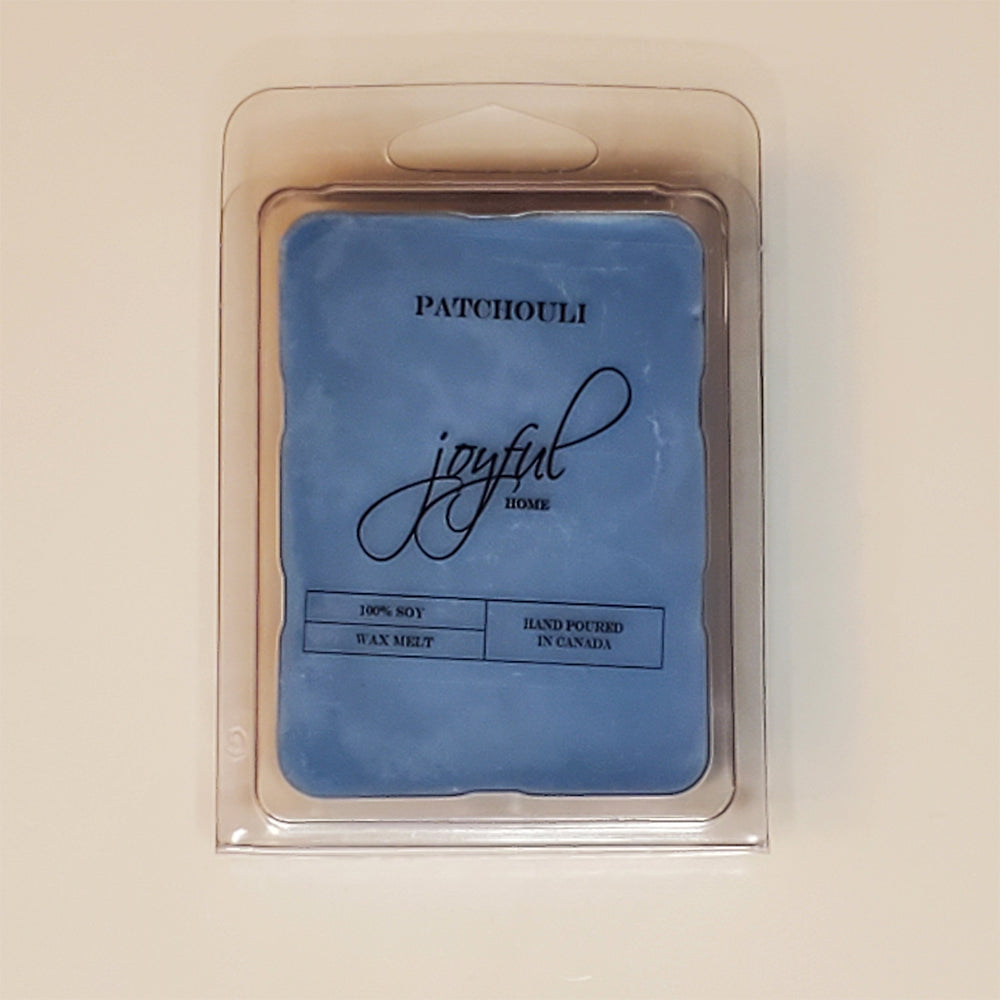 PATCHOULI
joyful
HOME
100% SOY
WAX MELT
HAND POURED
IN CANADA